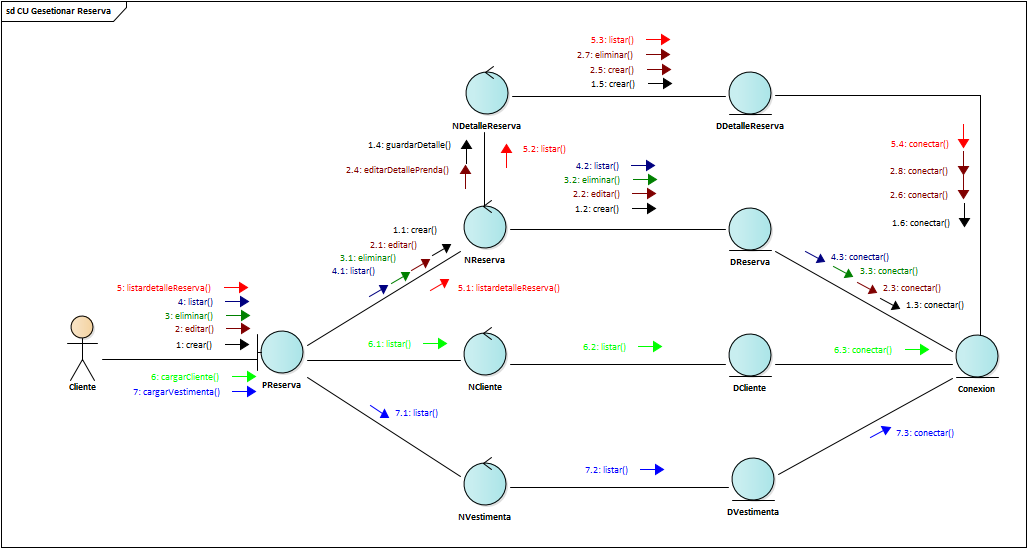 sd CU Gesetionar Reserva
5.3: listar()
2.7: eliminar()
2.5: crear()
1.5: crear()
NDetalleReserva
DDetalleReserva
1.4: guardarDetalle()
5.2: listar()
2.4: editarDetallePrenda()
5.4: conectar()
2.8: conectar()
2.6: conectar()
1.6: conectar()
4.2: listar()
3.2: eliminar()
2.2: editar()
1.2: crear()
1.1: crear()
2.1: editar()
3.1: eliminar()
4.1: listar()
NReserva
DReserva
5.1: listardetalleReserva()
4.3: conectar()
3.3: conectar()
2.3: conectar()
1.3: conectar()
5: listardetalleReserva()
4: listar()
3: eliminar()
2: editar()
1: crear()
Cliente
PReserva
6: cargarCliente()
7: cargarVestimenta()
6.1: listar()
NCliente
6.2: listar()
DCliente
6.3: conectar()
Conexion
7.1: listar()
NVestimenta
7.2: listar()
DVestimenta
7.3: conectar()